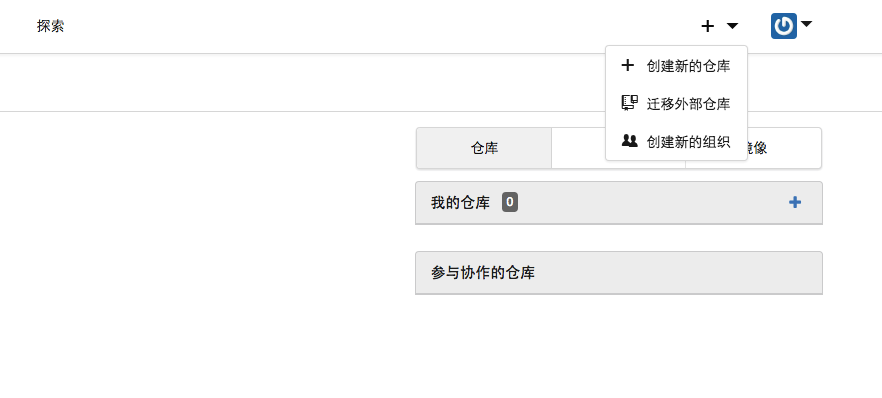 探索
创建新的仓库
迁移外部仓库
创建新的组织
仓库
镜像
我的仓库 0
参与协作的仓库